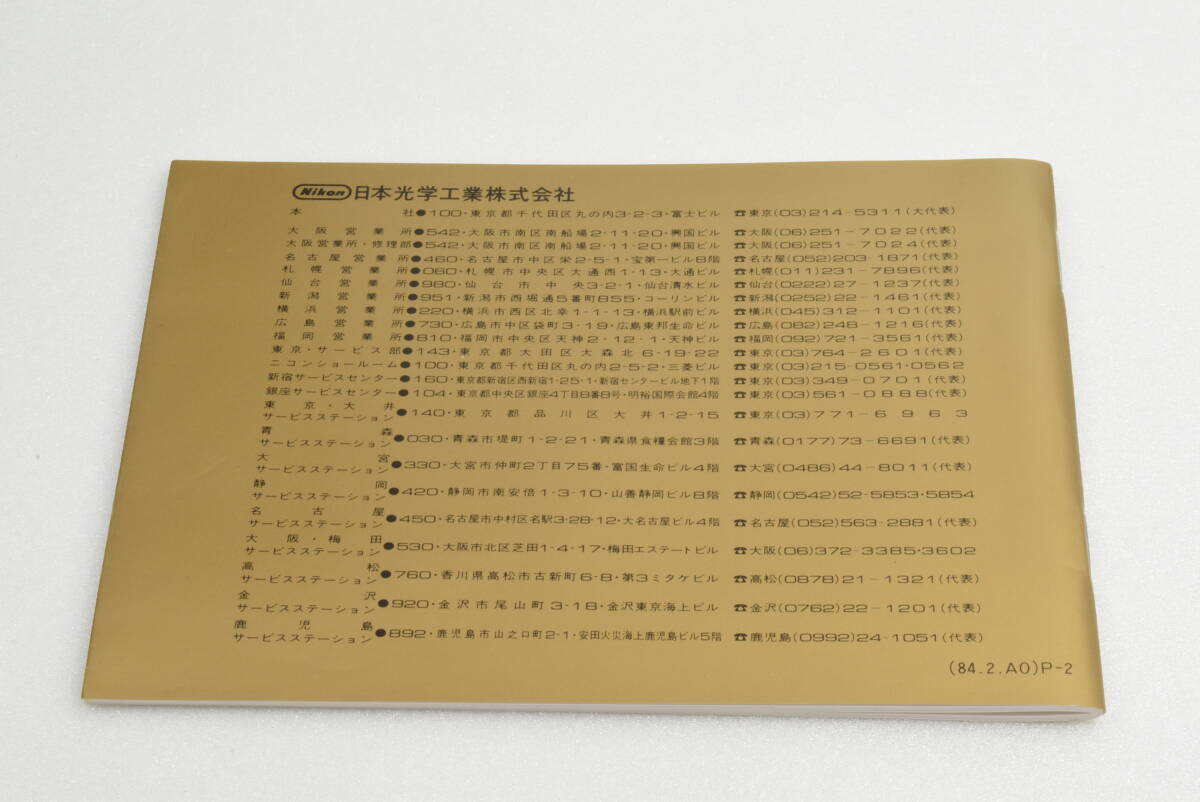 Nikon 日本光学工業株式会社
本社●100・東京都千代田区丸の内3-2-3・富士ビル ☎東京(03)214-5311(大代表)
大阪営業所●542・大阪市南区南船場2-11-20・興国ビル ☎大阪(06)251-7022(代表)
大阪営業所・修理部●542・大阪市南区南船場2-11-20・興国ビル ☎大阪(06)251-7024(代表)
名古屋営業所●460・名古屋市中区栄2-5-1・宝第一ビル8階 ☎名古屋(052)203-1871(代表)
札幌営業所●060・札幌市中央区大通西1-13・大通ビル ☎札幌(011)231-7896(代表)
仙台営業所●980・仙台市中央3-2-1・仙台清水ビル ☎仙台(0222)27-1237(代表)
新潟営業所●951・新潟市西堀通5番町855・コーリンビル ☎新潟(0252)22-1461(代表)
横浜営業所●220・横浜市西区北幸1-1-13・横浜駅前ビル ☎横浜(045)312-1101(代表)
広島営業所●730・広島市中区袋町3-19・広島東邦生命ビル ☎広島(082)248-1216(代表)
福岡営業所●810・福岡市中央区天神2-12-1・天神ビル ☎福岡(092)721-3561(代表)
東京・サービス部●143・東京都大田区大森北6-19-22 ☎東京(03)764-2601(代表)
ニコンショールーム●100・東京都千代田区丸の内2-5-2・三菱ビル ☎東京(03)215-0561・0562
新宿サービスセンター●160・東京都新宿区西新宿1-25-1・新宿センタービル地下1階 ☎東京(03)349-0701(代表)
銀座サービスセンター●104・東京都中央区銀座4丁目8番8号・明裕国際会館4階 ☎東京(03)561-0888(代表)
東京・大井
サービスステーション●140・東京都品川区大井1-2-15 ☎東京(03)771-6963
青森
サービスステーション●030・青森市堤町1-2-21・青森県食糧会館3階 ☎青森(0177)73-6691(代表)
大宮
サービスステーション●330・大宮市仲町2丁目75番・富国生命ビル4階 ☎大宮(0486)44-8011(代表)
静岡
サービスステーション●420・静岡市南安倍1-3-10・山善静岡ビル8階 ☎静岡(0542)52-5853・5854
名古屋
サービスステーション●450・名古屋市中村区名駅3-28-12・大名古屋ビル4階 ☎名古屋(052)563-2881(代表)
大阪・梅田
サービスステーション●530・大阪市北区芝田1-4-17・梅田エステートビル ☎大阪(06)372-3385・3602
高松
サービスステーション●760・香川県高松市古新町6-8・第3ミタケビル ☎高松(0878)21-1321(代表)
金沢
サービスステーション●920・金沢市尾山町3-18・金沢東京海上ビル ☎金沢(0762)22-1201(代表)
鹿児島
サービスステーション●892・鹿児島市山之口町2-1・安田火災海上鹿児島ビル5階 ☎鹿児島(0992)24-1051(代表)
(84.2.AO)P-2